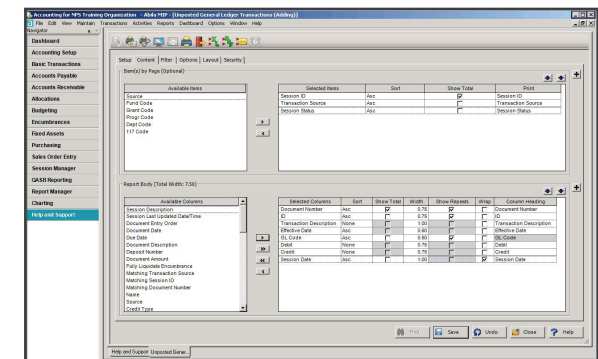 Accounting for NPS Training Organization - Abila MIP - [Unposted General Ledger Transactions (Adding)]
File Edit View Maintain Transactions Activities Reports Dashboard Options Window Help
Navigator
Dashboard
Accounting Setup
Basic Transactions
Accounts Payable
Accounts Receivable
Allocations
Budgeting
Encumbrances
Fixed Assets
Purchasing
Sales Order Entry
Session Manager
GASB Reporting
Report Manager
Charting
Help and Support
Setup Content Filter Options Layout Security
Item(s) by Page (Optional)
Available Items
Source
Fund Code
Grant Code
Progr Code
Dept Code
117 Code
>
<
Selected Items Sort Show Total Print
Session ID Asc Session ID
Transaction Source Asc Transaction Source
Session Status Asc Session Status
Report Body (Total Width: 7.50)
Available Columns
Session Description
Session Last Updated Date/Time
Document Entry Order
Document Date
Due Date
Document Description
Deposit Number
Document Amount
Fully Liquidate Encumbrance
Matching Transaction Source
Matching Session ID
Matching Document Number
Name
Source
Credit Type
>
>>
<<
<
Selected Columns Sort Show Total Width Show Repeats Wrap Column Heading
Document Number Asc 0.75 Document Number
ID Asc 0.75 ID
Transaction Description None 1.00 Transaction Description
Effective Date Asc 0.60 Effective Date
GL Code Asc 0.50 GL Code
Debit None 0.75 Debit
Credit None 0.75 Credit
Session Date Asc 1.00 Session Date
Print Save Undo Close Help
Help and Suppor Unposted Gener..